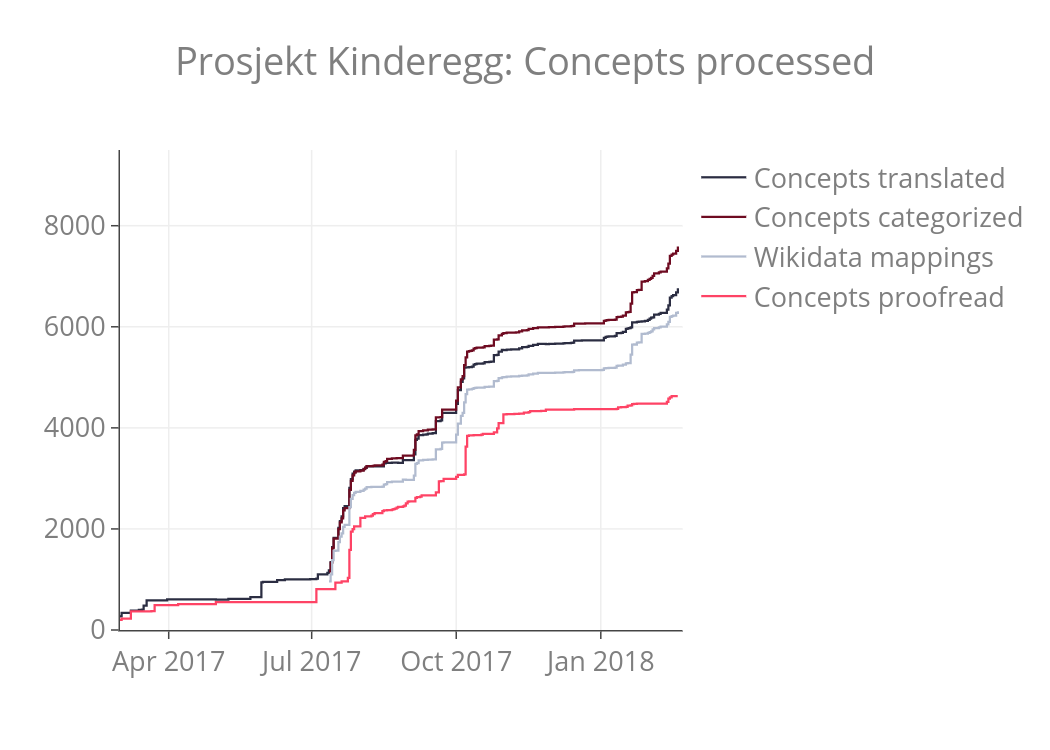 Prosjekt Kinderegg: Concepts processed
Concepts translated
Concepts categorized
Wikidata mappings
Concepts proofread
8000
6000
4000
2000
0
Apr 2017 Jul 2017 Oct 2017 Jan 2018